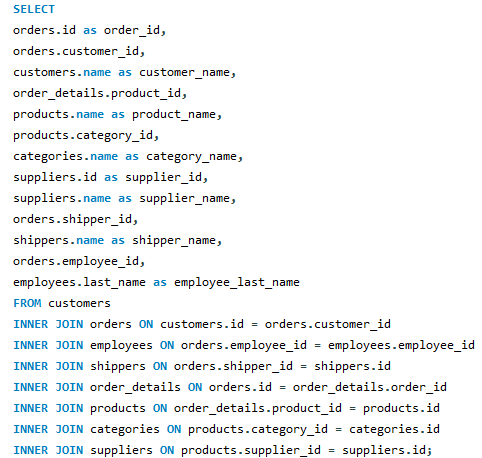 SELECT
orders.id as order_id,
orders.customer_id,
customers.name as customer_name,
order_details.product_id,
products.name as product_name,
products.category_id,
categories.name as category_name,
suppliers.id as supplier_id,
suppliers.name as supplier_name,
orders.shipper_id,
shippers.name as shipper_name,
orders.employee_id,
employees.last_name as employee_last_name
FROM customers
INNER JOIN orders ON customers.id = orders.customer_id
INNER JOIN employees ON orders.employee_id = employees.employee_id
INNER JOIN shippers ON orders.shipper_id = shippers.id
INNER JOIN order_details ON orders.id = order_details.order_id
INNER JOIN products ON order_details.product_id = products.id
INNER JOIN categories ON products.category_id = categories.id
INNER JOIN suppliers ON products.supplier_id = suppliers.id;